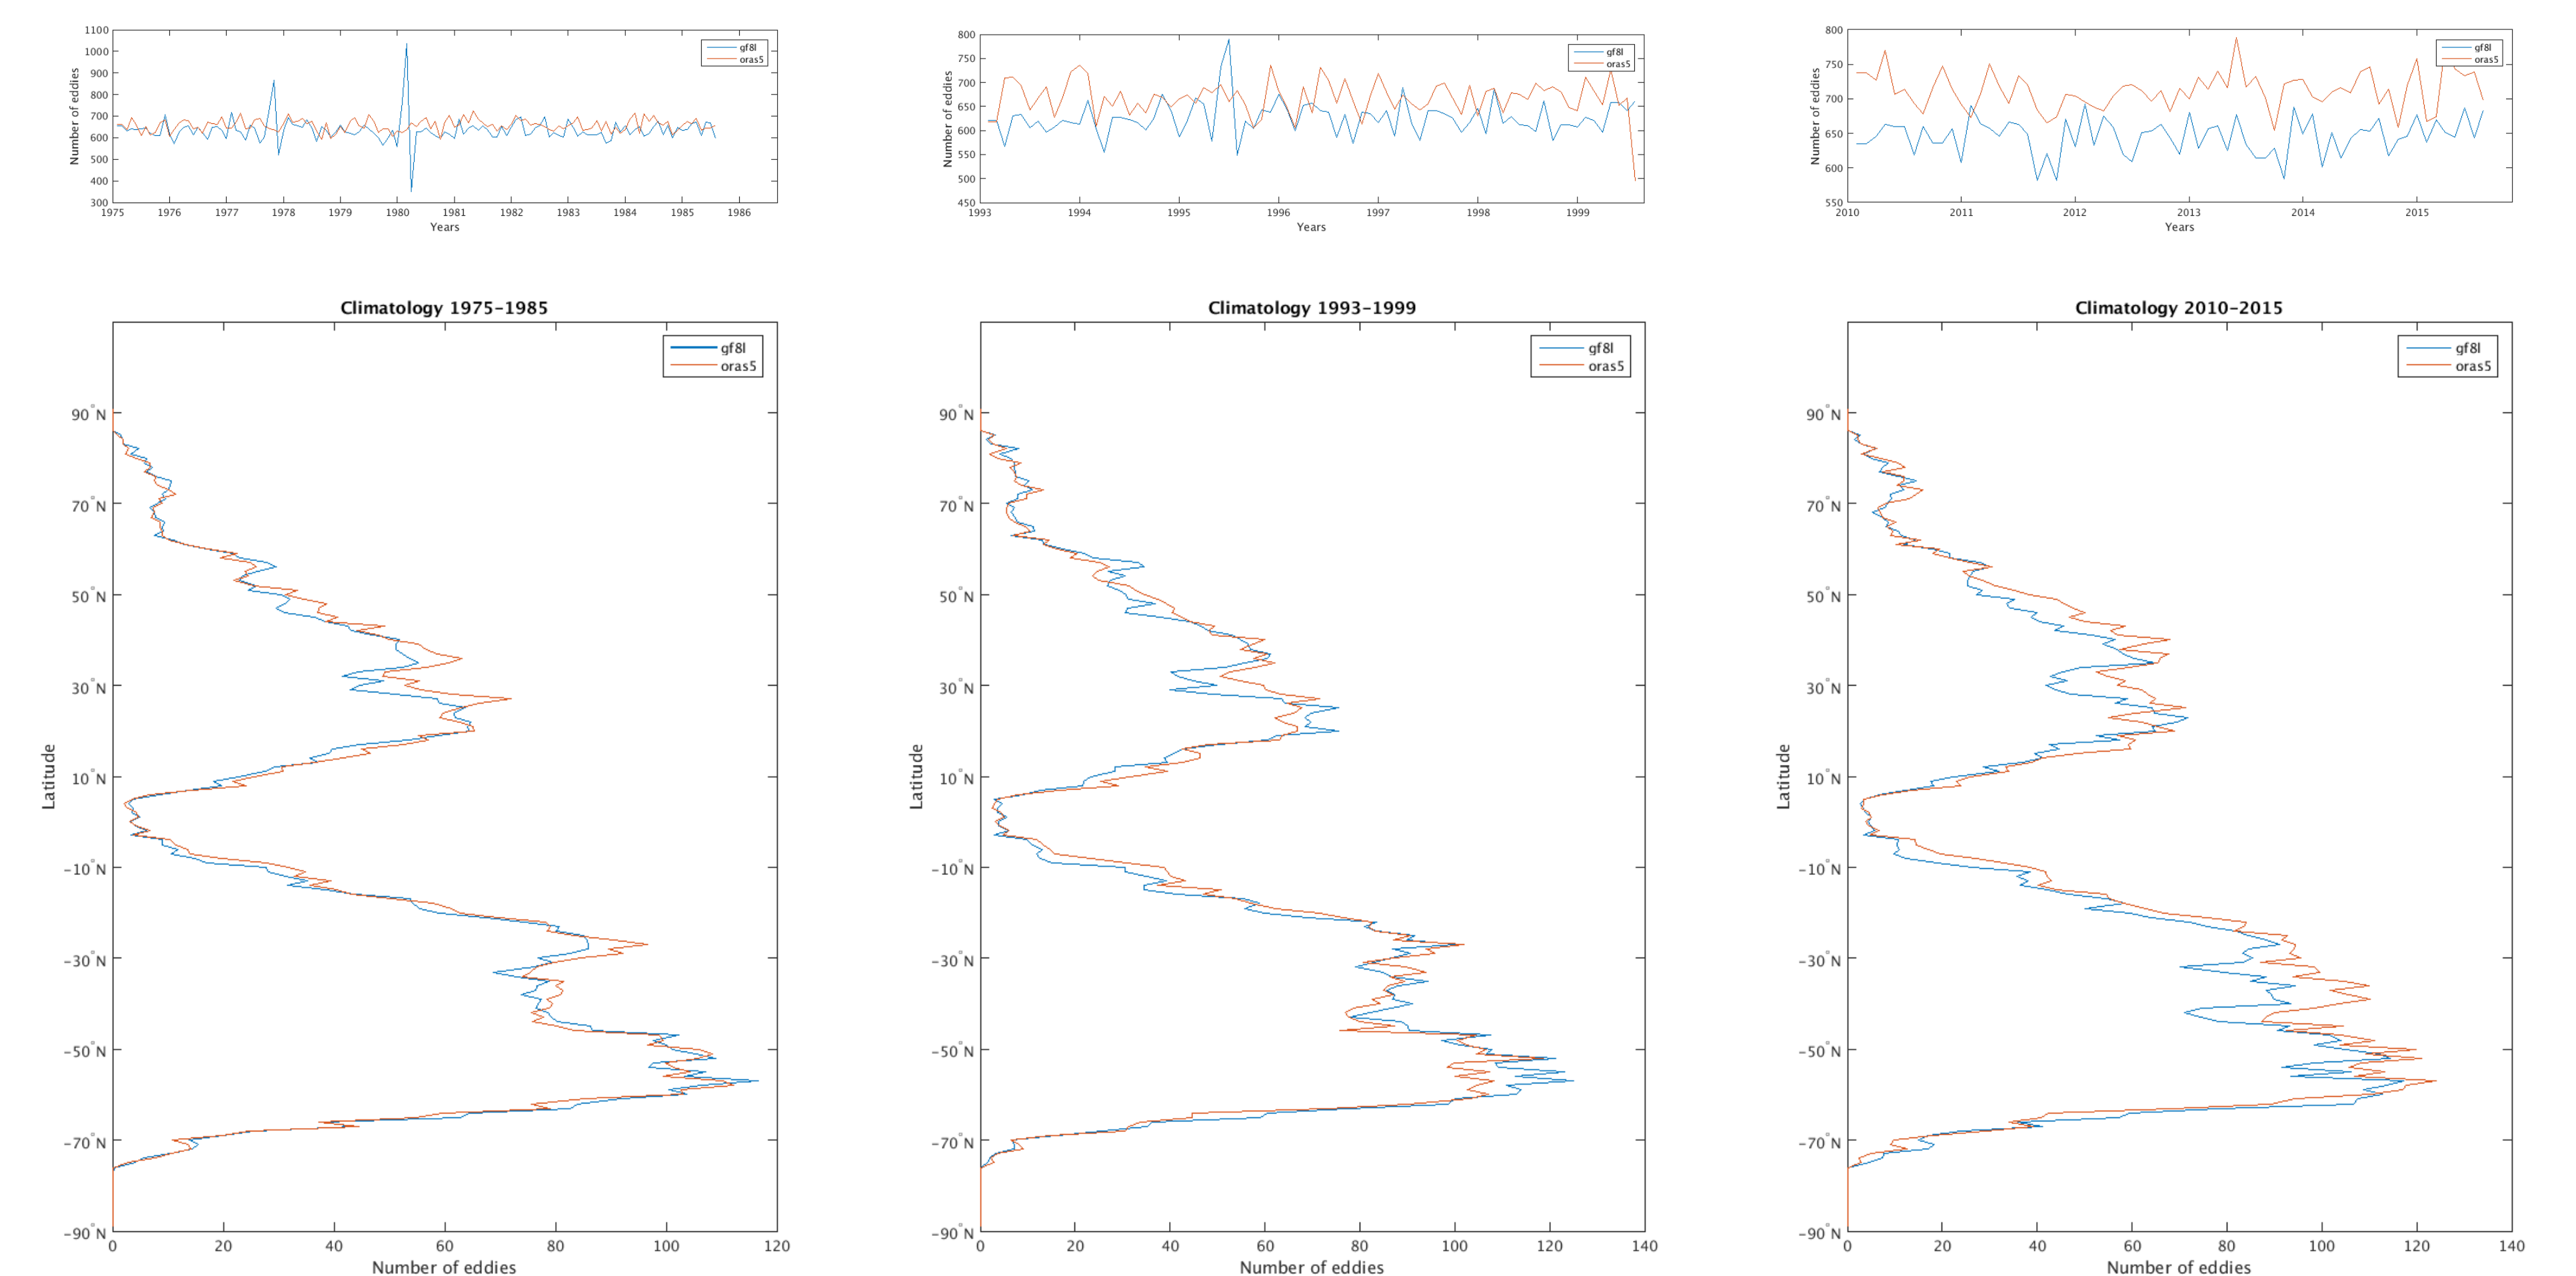 1100
1000
900
800
700
600
500
400
300
Number of eddies
gf8l
oras5
1975 1976 1977 1978 1979 1980 1981 1982 1983 1984 1985 1986
Years
800
750
700
650
600
550
500
450
Number of eddies
gf8l
oras5
1993 1994 1995 1996 1997 1998 1999
Years
800
750
700
650
600
550
Number of eddies
gf8l
oras5
2010 2011 2012 2013 2014 2015
Years
Climatology 1975-1985
gf8l
oras5
90°N
70°N
50°N
30°N
10°N
-10°N
-30°N
-50°N
-70°N
-90°N
Latitude
0 20 40 60 80 100 120
Number of eddies
Climatology 1993-1999
gf8l
oras5
90°N
70°N
50°N
30°N
10°N
-10°N
-30°N
-50°N
-70°N
-90°N
Latitude
0 20 40 60 80 100 120 140
Number of eddies
Climatology 2010-2015
gf8l
oras5
90°N
70°N
50°N
30°N
10°N
-10°N
-30°N
-50°N
-70°N
-90°N
Latitude
0 20 40 60 80 100 120 140
Number of eddies